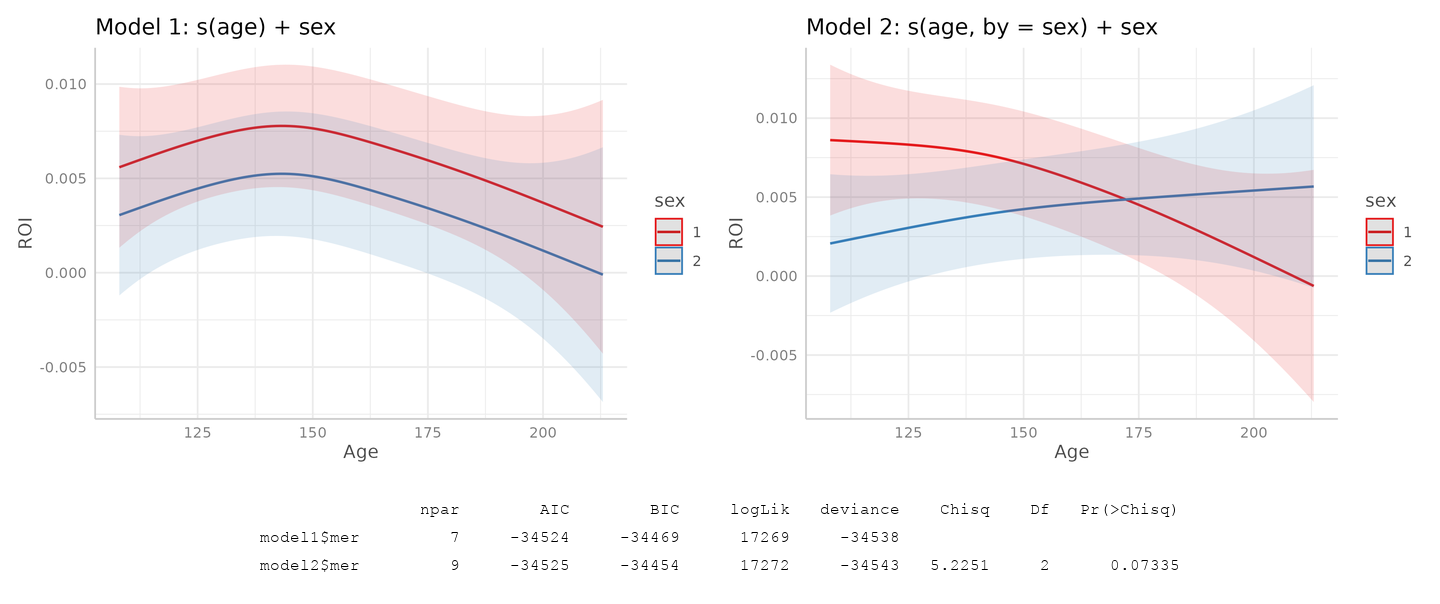 Model 1: s(age) + sex
0.010
0.005
0.000
-0.005
ROI
125 150 175 200
Age
sex
1
2
Model 2: s(age, by = sex) + sex
0.010
0.005
0.000
-0.005
ROI
125 150 175 200
Age
sex
1
2
npar AIC BIC logLik deviance Chisq Df Pr(>Chisq)
model1$mer 7 -34524 -34469 17269 -34538
model2$mer 9 -34525 -34454 17272 -34543 5.2251 2 0.07335